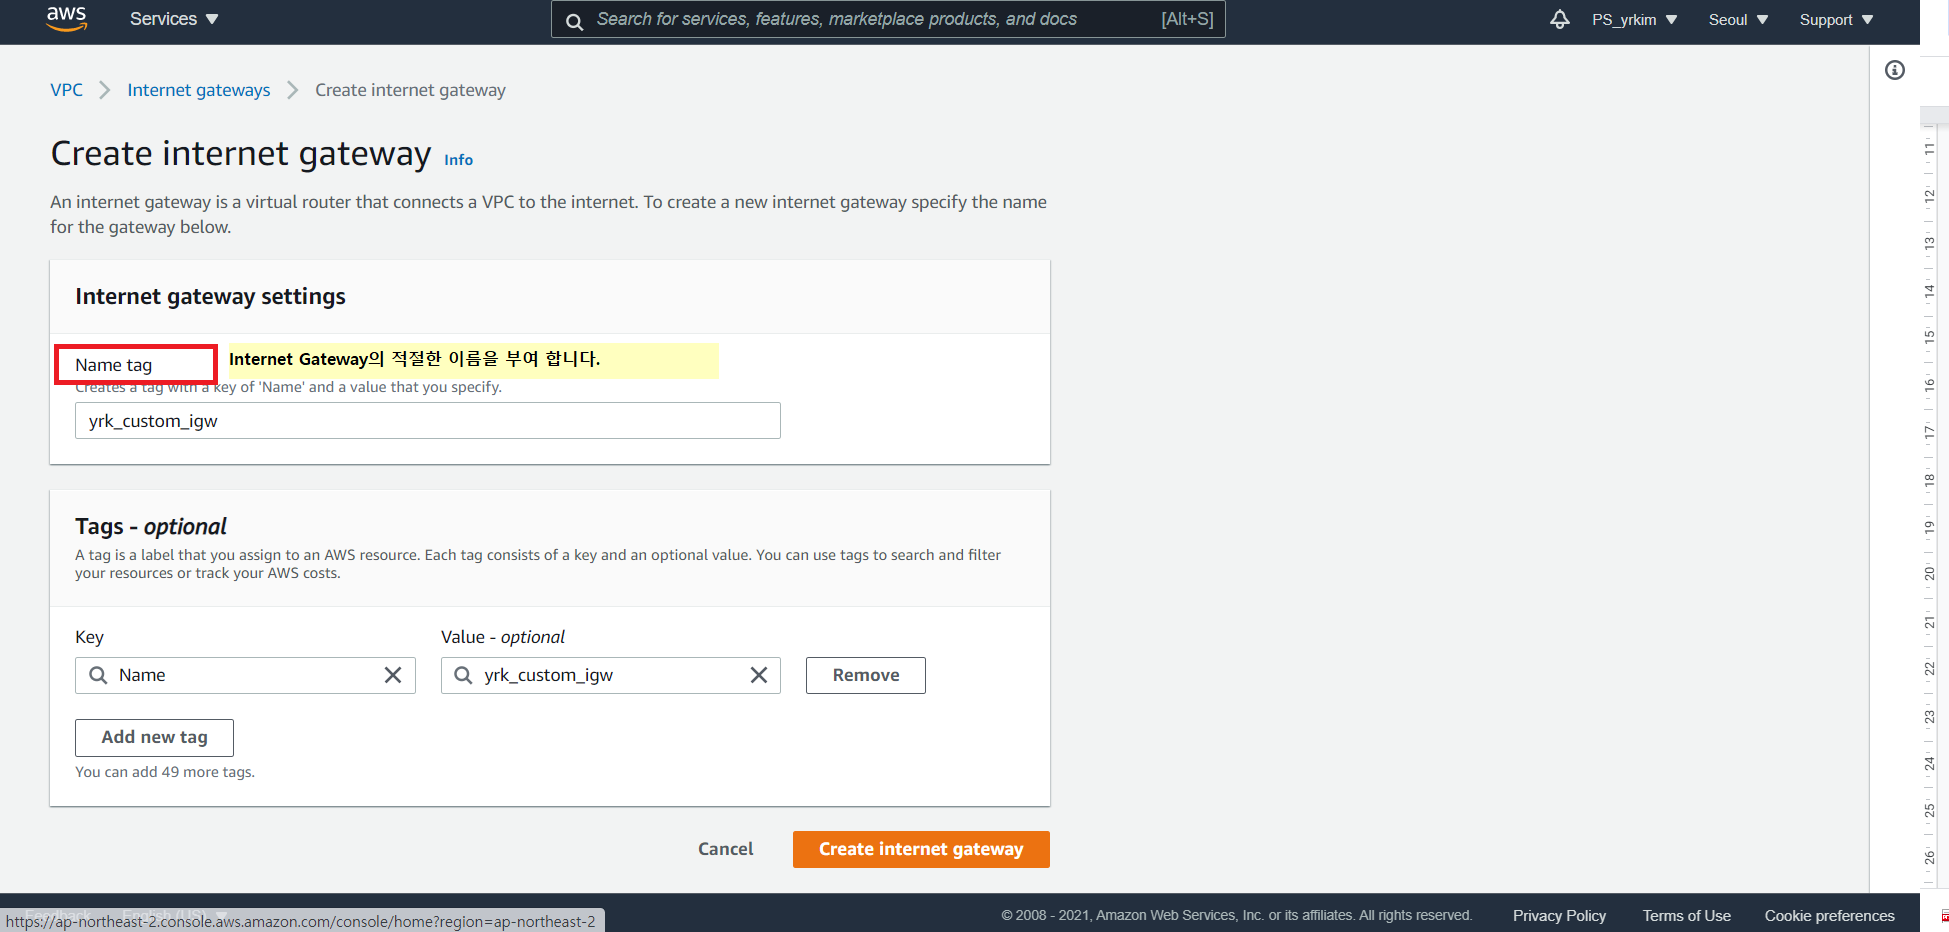 aws
Services
Search for services, features, marketplace products, and docs [Alt+S]
PS_yrkim
Seoul
Support
VPC
Internet gateways
Create internet gateway
Create internet gateway Info
An internet gateway is a virtual router that connects a VPC to the internet. To create a new internet gateway specify the name
for the gateway below.
Internet gateway settings
Name tag
Internet Gateway의 적절한 이름을 부여 합니다.
Creates a tag with a key of 'Name' and a value that you specify.
yrk_custom_igw
Tags - optional
A tag is a label that you assign to an AWS resource. Each tag consists of a key and an optional value. You can use tags to search and filter
your resources or track your AWS costs.
Key
Value - optional
Name
yrk_custom_igw
Remove
Add new tag
You can add 49 more tags.
Cancel
Create internet gateway
Feedback English (US)
https://ap-northeast-2.console.aws.amazon.com/console/home?region=ap-northeast-2
© 2008 - 2021, Amazon Web Services, Inc. or its affiliates. All rights reserved.
Privacy Policy
Terms of Use
Cookie preferences
11
12
13
14
15
16
17
18
19
20
21
22
23
24
25
26